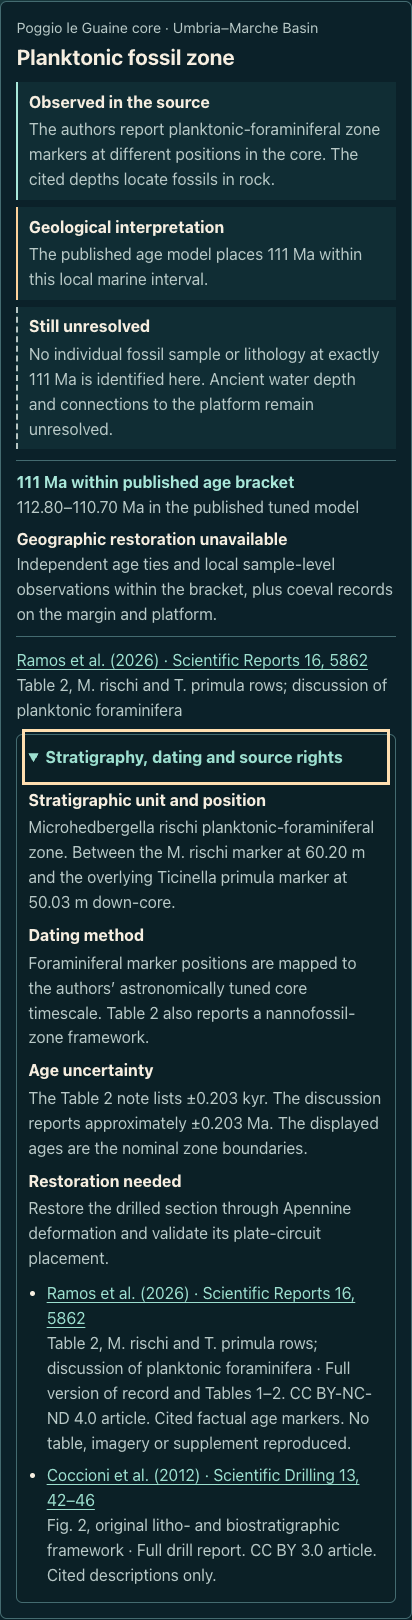 Poggio le Guaine core · Umbria–Marche Basin
Planktonic fossil zone
Observed in the source
The authors report planktonic-foraminiferal zone
markers at different positions in the core. The
cited depths locate fossils in rock.
Geological interpretation
The published age model places 111 Ma within
this local marine interval.
Still unresolved
No individual fossil sample or lithology at exactly
111 Ma is identified here. Ancient water depth
and connections to the platform remain
unresolved.
111 Ma within published age bracket
112.80–110.70 Ma in the published tuned model
Geographic restoration unavailable
Independent age ties and local sample-level
observations within the bracket, plus coeval records
on the margin and platform.
Ramos et al. (2026) · Scientific Reports 16, 5862
Table 2, M. rischi and T. primula rows; discussion of
planktonic foraminifera
▼ Stratigraphy, dating and source rights
Stratigraphic unit and position
Microhedbergella rischi planktonic-foraminiferal
zone. Between the M. rischi marker at 60.20 m
and the overlying Ticinella primula marker at
50.03 m down-core.
Dating method
Foraminiferal marker positions are mapped to
the authors’ astronomically tuned core
timescale. Table 2 also reports a nannofossil-
zone framework.
Age uncertainty
The Table 2 note lists ±0.203 kyr. The discussion
reports approximately ±0.203 Ma. The displayed
ages are the nominal zone boundaries.
Restoration needed
Restore the drilled section through Apennine
deformation and validate its plate-circuit
placement.
• Ramos et al. (2026) · Scientific Reports 16,
5862
Table 2, M. rischi and T. primula rows;
discussion of planktonic foraminifera · Full
version of record and Tables 1–2. CC BY-NC-
ND 4.0 article. Cited factual age markers. No
table, imagery or supplement reproduced.
• Coccioni et al. (2012) · Scientific Drilling 13,
42–46
Fig. 2, original litho- and biostratigraphic
framework · Full drill report. CC BY 3.0 article.
Cited descriptions only.